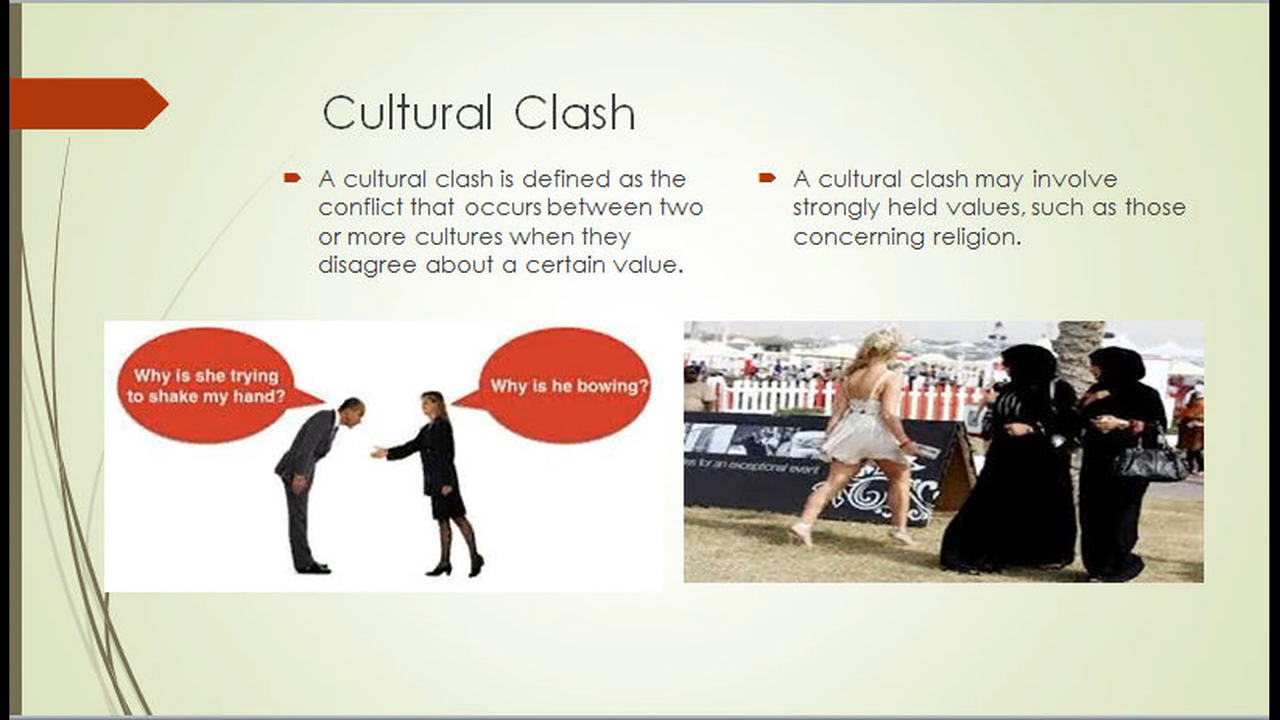 Cultural Clash
A cultural clash is defined as the
conflict that occurs between two
or more cultures when they
disagree about a certain value.
A cultural clash may involve
strongly held values, such as those
concerning religion.
Why is she trying
to shake my hand?
Why is he bowing?
s for an exceptional event